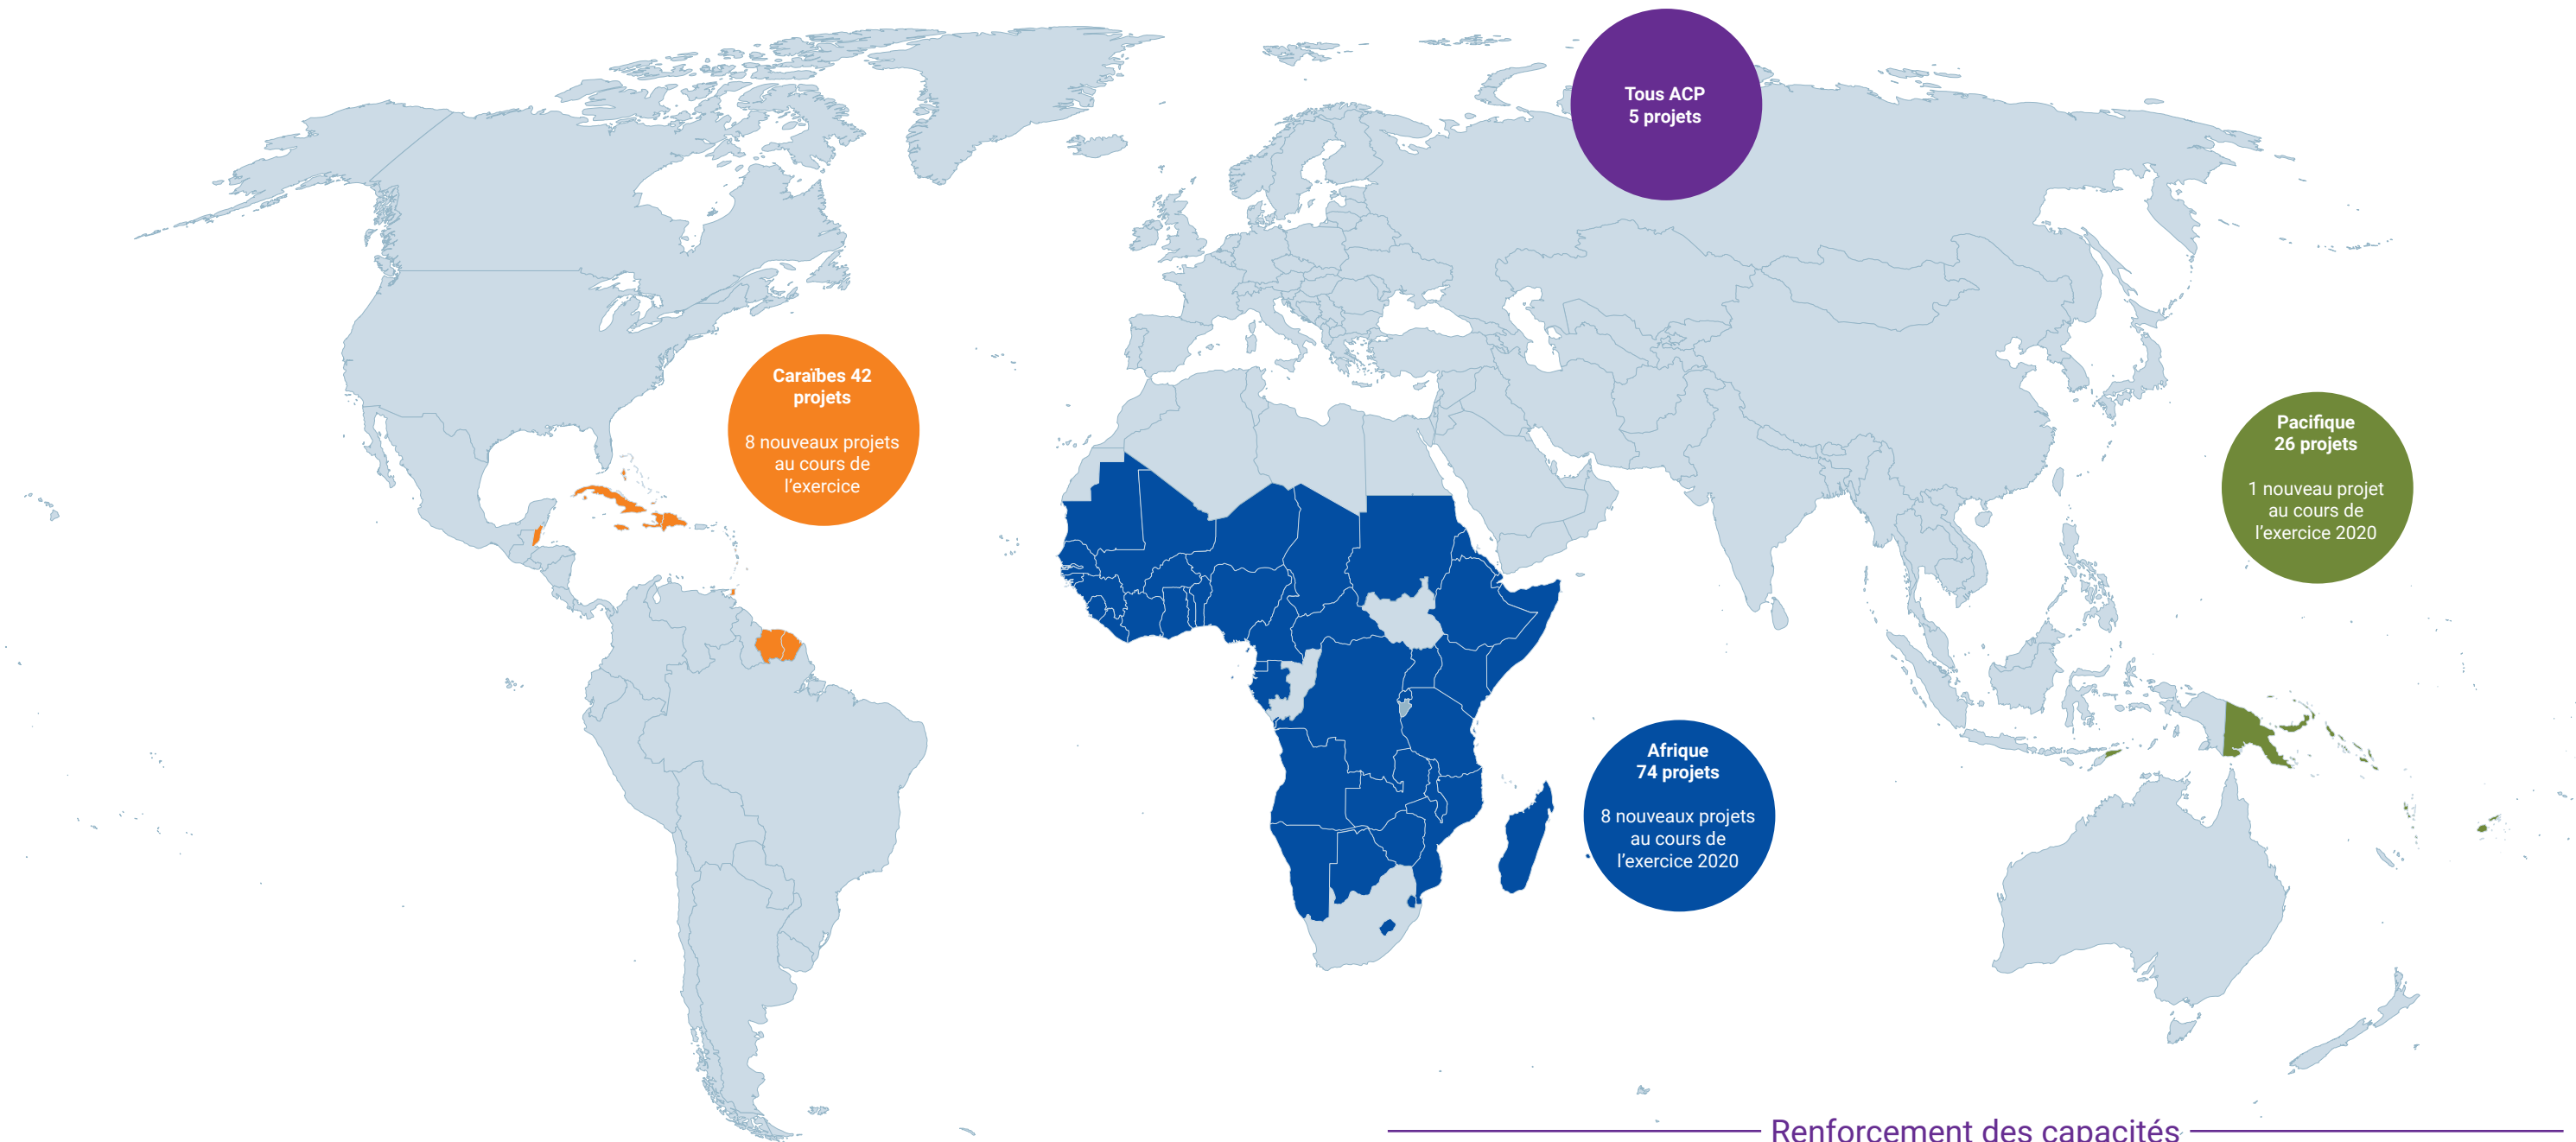 Tous ACP
5 projets
Caraïbes 42
projets
8 nouveaux projets
au cours de
l'exercice
Pacifique
26 projets
1 nouveau projet
au cours de
l'exercice 2020
Afrique
74 projets
8 nouveaux projets
au cours de
l'exercice 2020
Renforcement des capacités